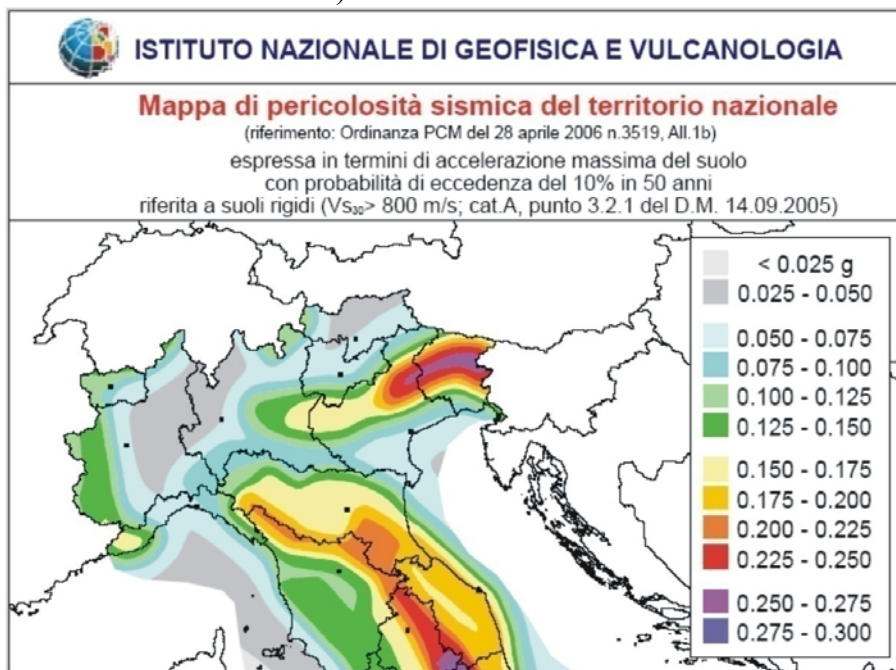 ISTITUTO NAZIONALE DI GEOFISICA E VULCANOLOGIA
Mappa di pericolosità sismica del territorio nazionale
(riferimento: Ordinanza PCM del 28 aprile 2006 n.3519, All.1b)
espressa in termini di accelerazione massima del suolo
con probabilità di eccedenza del 10% in 50 anni
riferita a suoli rigidi (Vs₃₀> 800 m/s; cat.A, punto 3.2.1 del D.M. 14.09.2005)
< 0.025 g
0.025 - 0.050
0.050 - 0.075
0.075 - 0.100
0.100 - 0.125
0.125 - 0.150
0.150 - 0.175
0.175 - 0.200
0.200 - 0.225
0.225 - 0.250
0.250 - 0.275
0.275 - 0.300